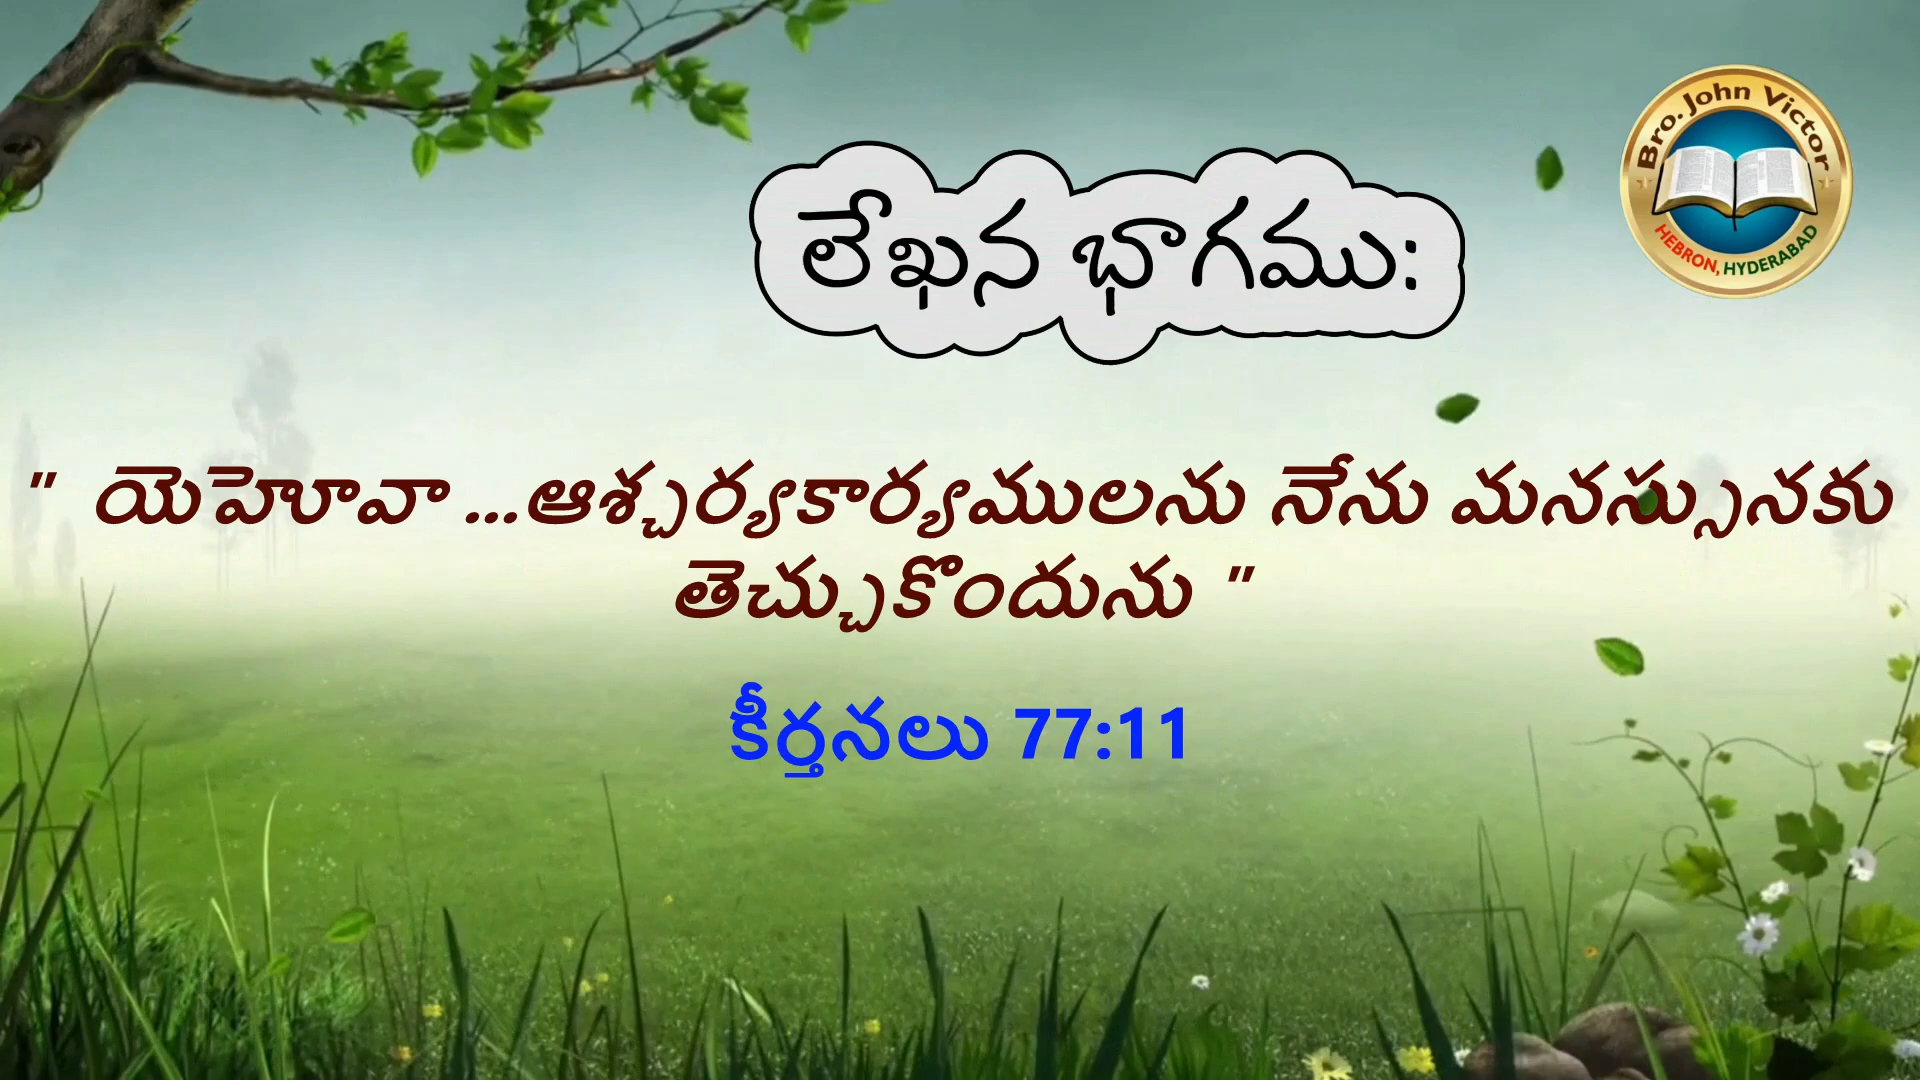 Bro. John Victor
HEBRON, HYDERABAD
లేఖన భాగము:
" యెహెూవా ...ఆశ్చర్యకార్యములను నేను మనస్సునకు
తెచ్చుకొందును "
కీర్తనలు 77:11